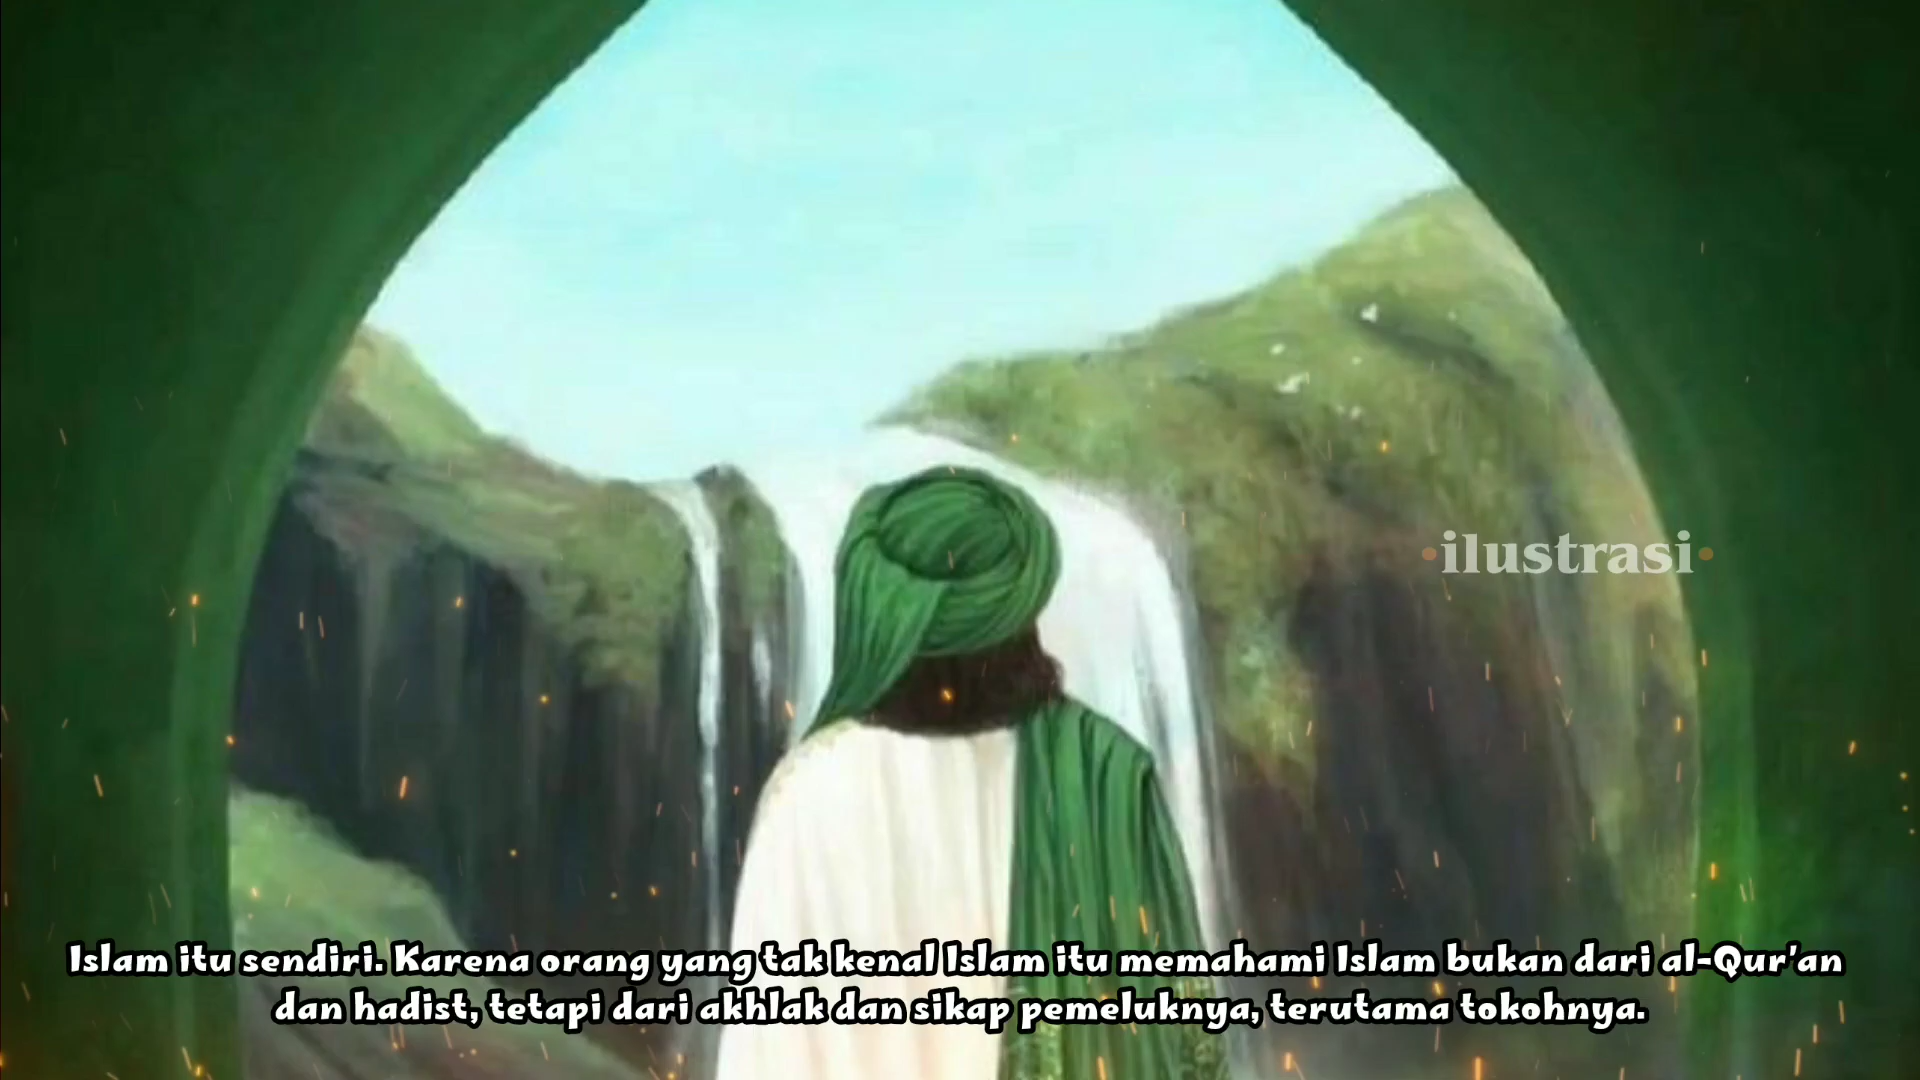 •ilustrasi•
Islam itu sendiri. Karena orang yang tak kenal Islam itu memahami Islam bukan dari al-Qur'an
dan hadist, tetapi dari akhlak dan sikap pemeluknya, terutama tokohnya.